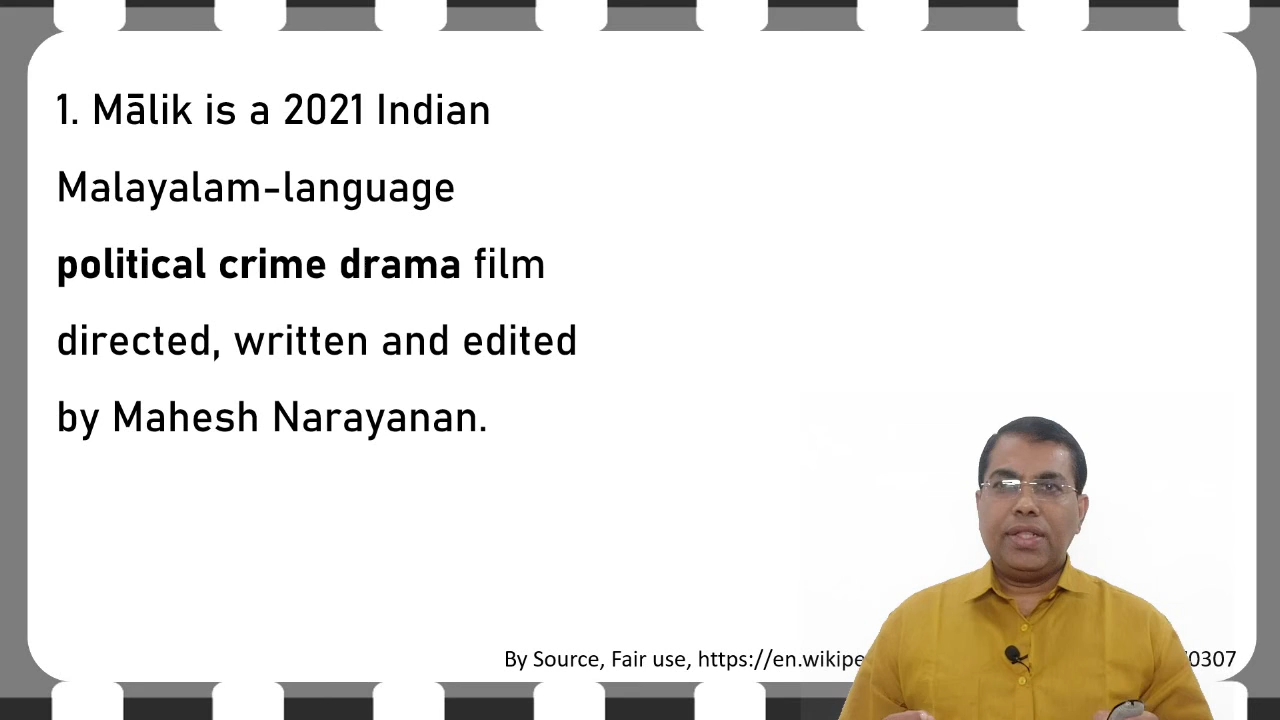 1. Mālik is a 2021 Indian
Malayalam-language
political crime drama film
directed, written and edited
by Mahesh Narayanan.
By Source, Fair use, https://en.wikipe 0307